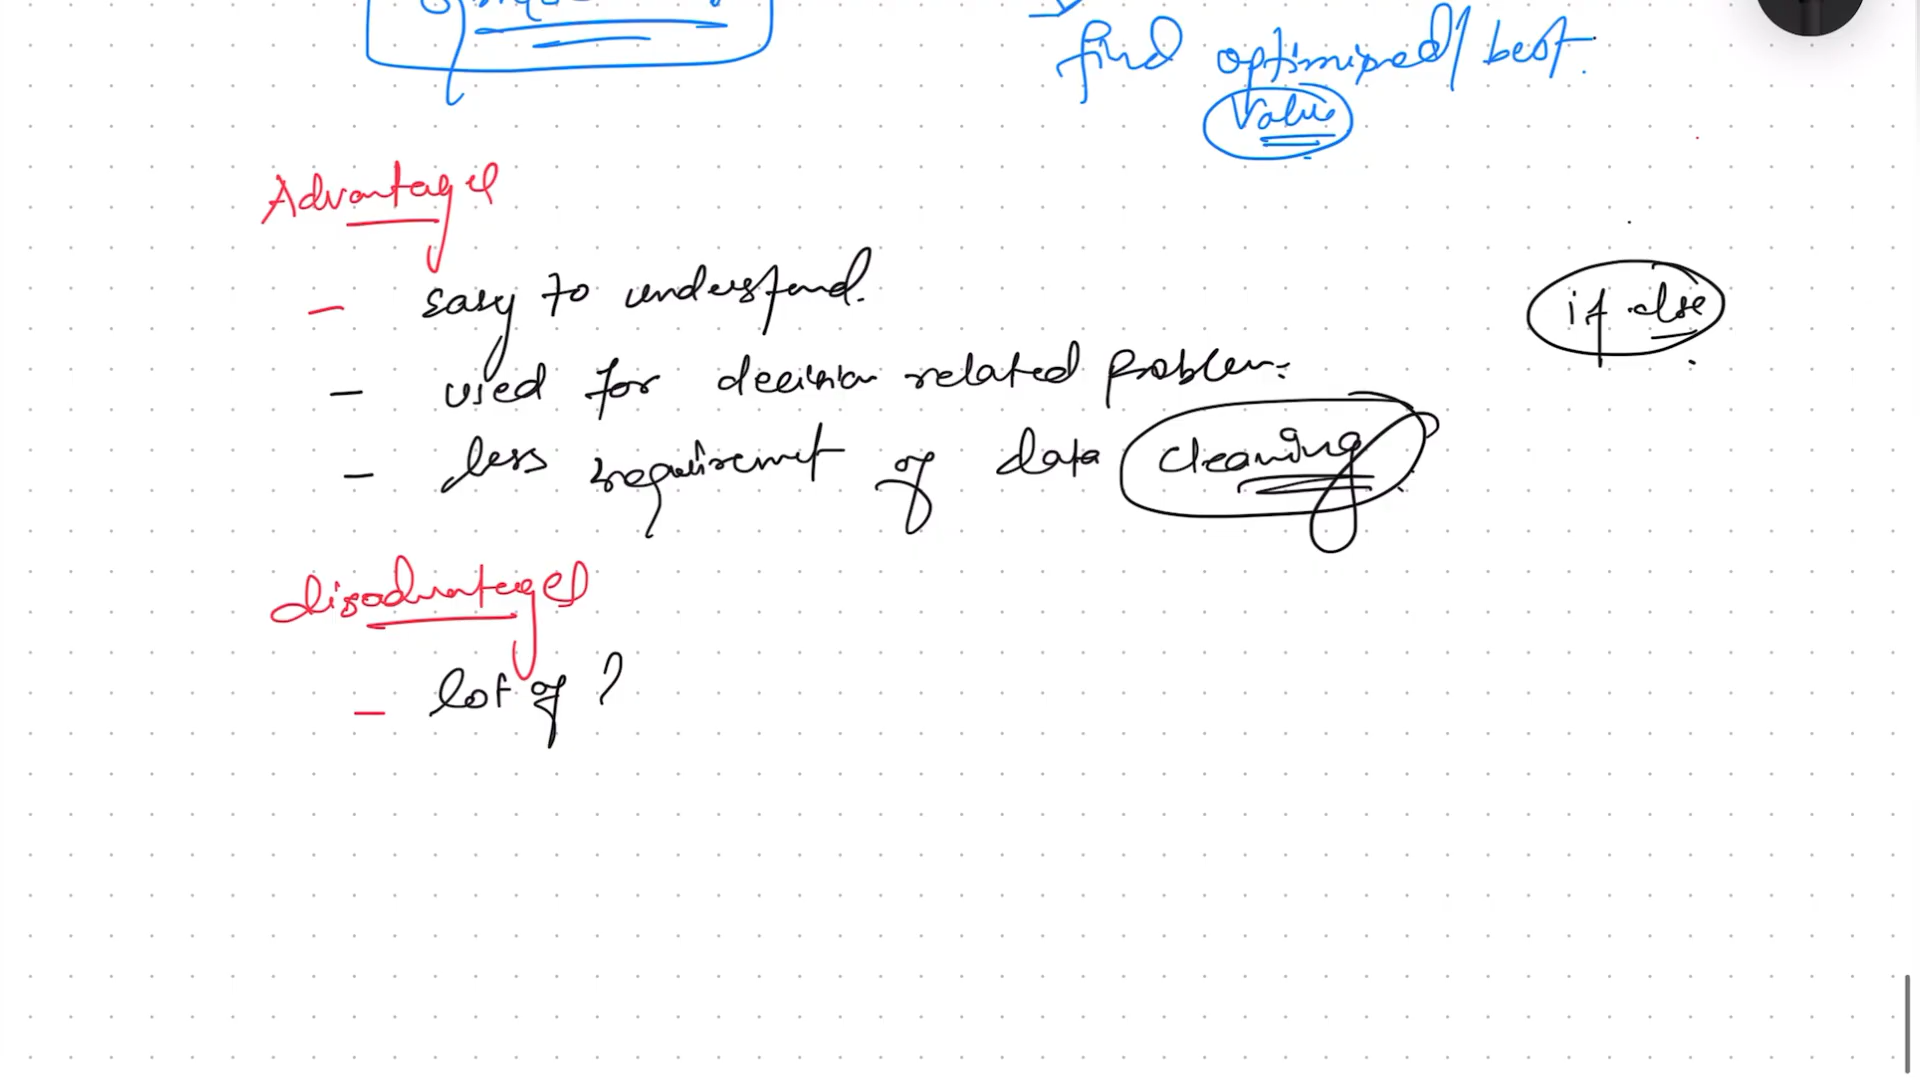 find optimized/best.
Value
Advantages
- easy to understand.
if else
- used for decision related problem.
- less requirement of data cleaning
disadvantages
- lot of